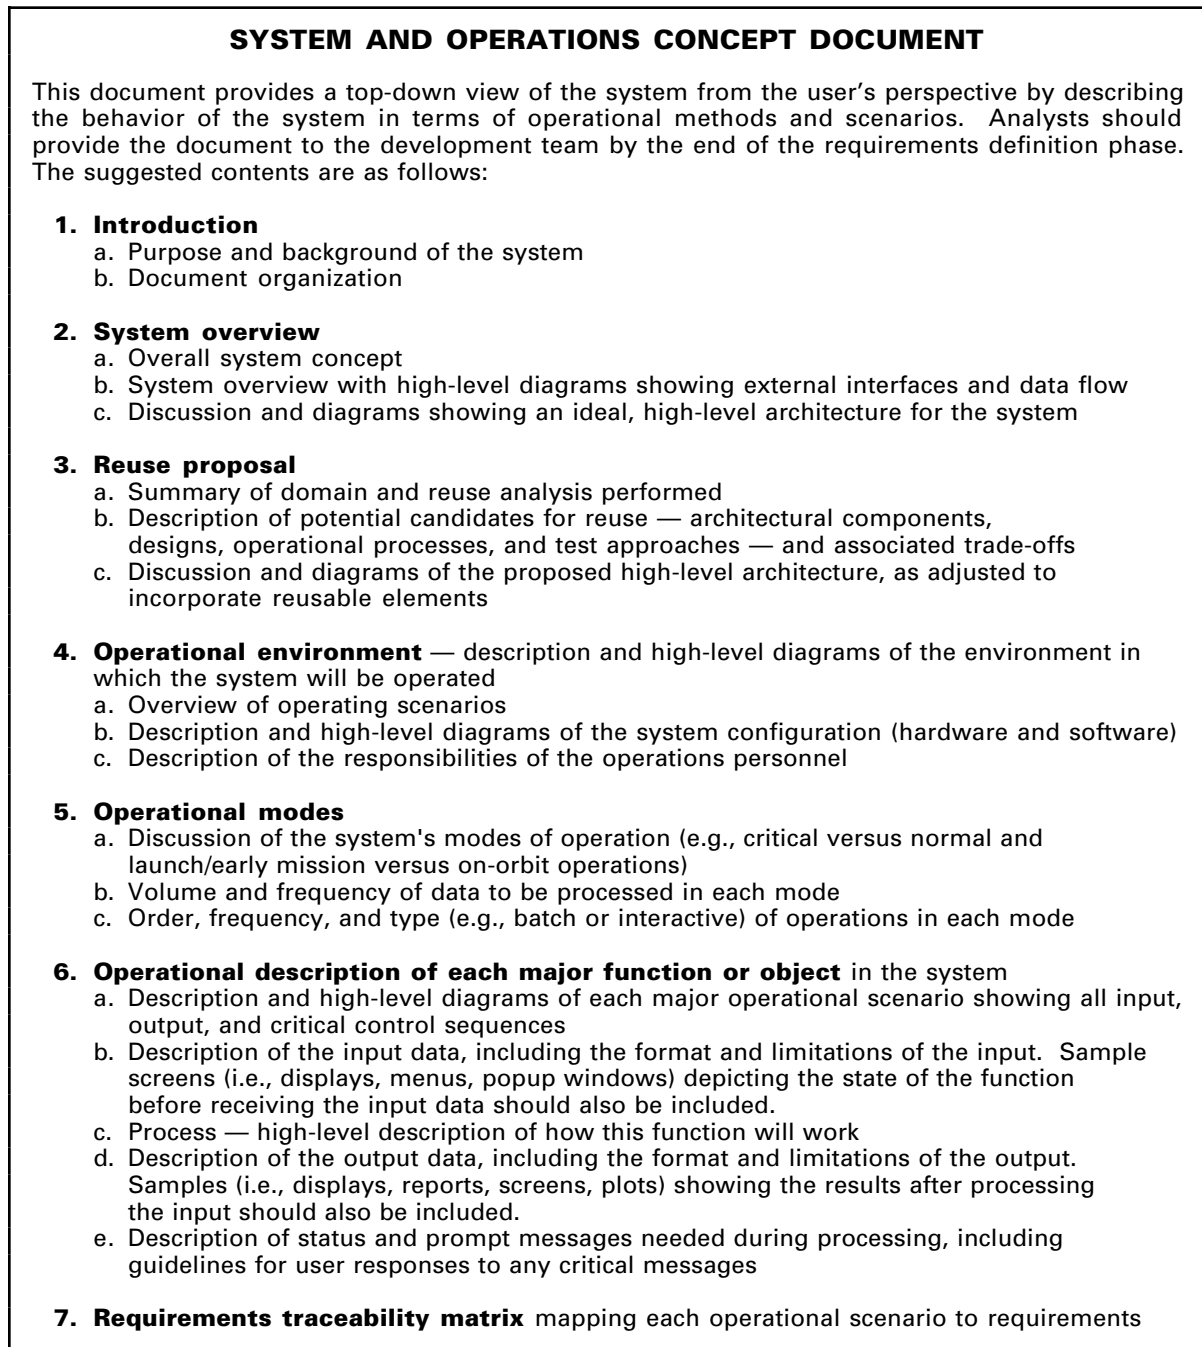 SYSTEM AND OPERATIONS CONCEPT DOCUMENT
This document provides a top-down view of the system from the user’s perspective by describing
the behavior of the system in terms of operational methods and scenarios. Analysts should
provide the document to the development team by the end of the requirements definition phase.
The suggested contents are as follows:
1. Introduction
a. Purpose and background of the system
b. Document organization
2. System overview
a. Overall system concept
b. System overview with high-level diagrams showing external interfaces and data flow
c. Discussion and diagrams showing an ideal, high-level architecture for the system
3. Reuse proposal
a. Summary of domain and reuse analysis performed
b. Description of potential candidates for reuse — architectural components,
designs, operational processes, and test approaches — and associated trade-offs
c. Discussion and diagrams of the proposed high-level architecture, as adjusted to
incorporate reusable elements
4. Operational environment — description and high-level diagrams of the environment in
which the system will be operated
a. Overview of operating scenarios
b. Description and high-level diagrams of the system configuration (hardware and software)
c. Description of the responsibilities of the operations personnel
5. Operational modes
a. Discussion of the system's modes of operation (e.g., critical versus normal and
launch/early mission versus on-orbit operations)
b. Volume and frequency of data to be processed in each mode
c. Order, frequency, and type (e.g., batch or interactive) of operations in each mode
6. Operational description of each major function or object in the system
a. Description and high-level diagrams of each major operational scenario showing all input,
output, and critical control sequences
b. Description of the input data, including the format and limitations of the input. Sample
screens (i.e., displays, menus, popup windows) depicting the state of the function
before receiving the input data should also be included.
c. Process — high-level description of how this function will work
d. Description of the output data, including the format and limitations of the output.
Samples (i.e., displays, reports, screens, plots) showing the results after processing
the input should also be included.
e. Description of status and prompt messages needed during processing, including
guidelines for user responses to any critical messages
7. Requirements traceability matrix mapping each operational scenario to requirements